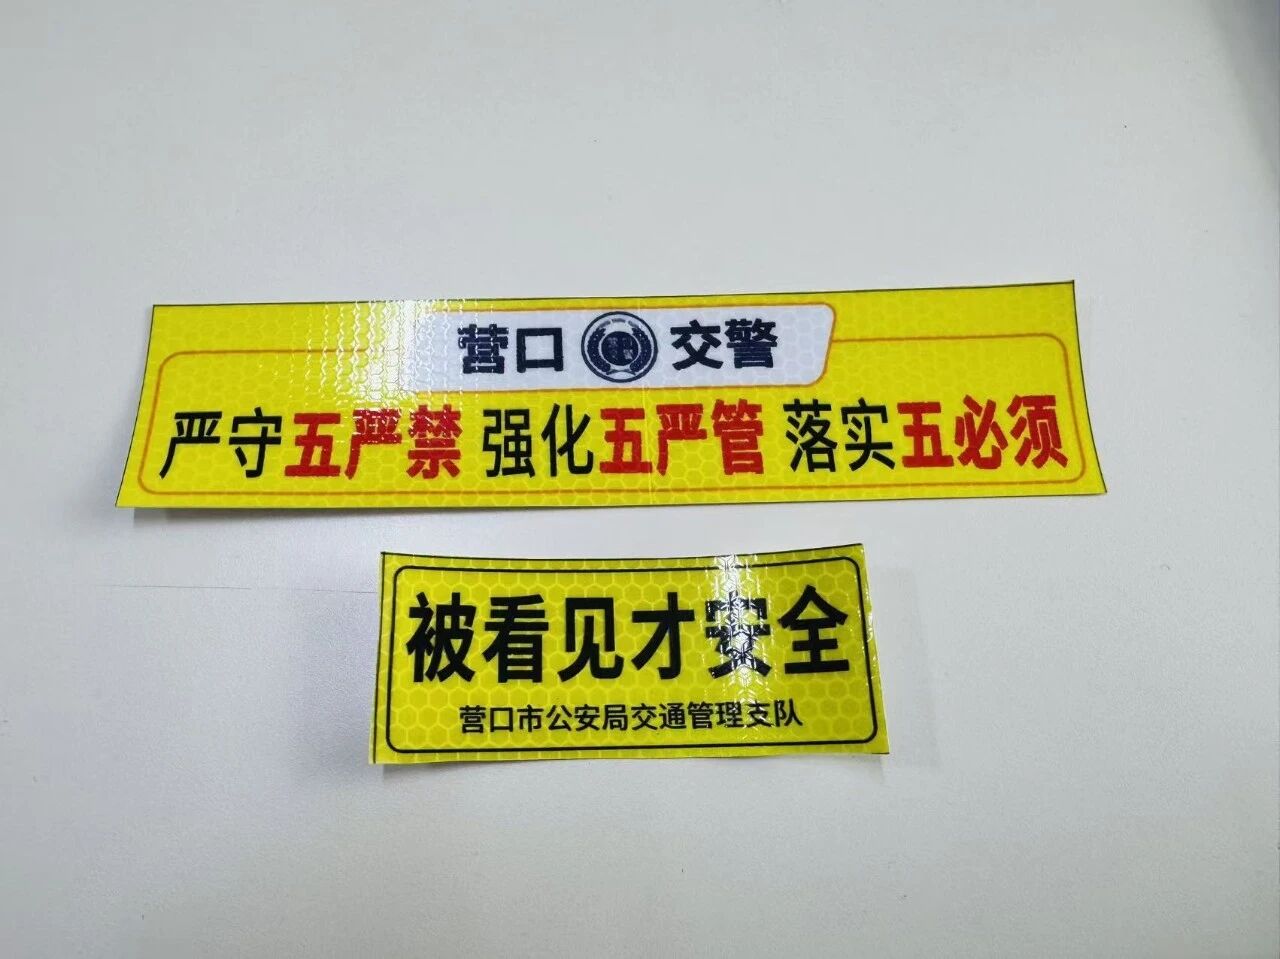 营口 交警
严守五严禁 强化五严管 落实五必须
被看见才安全
营口市公安局交通管理支队